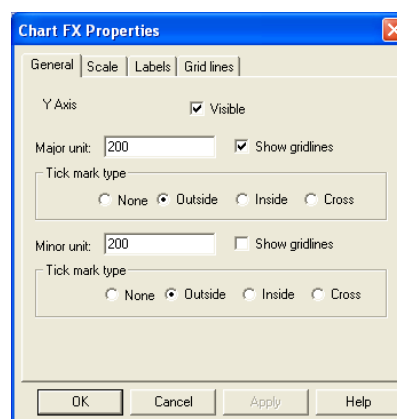 Chart FX Properties
General Scale Labels Grid lines
Y Axis Visible
Major unit: 200 Show gridlines
Tick mark type
None Outside Inside Cross
Minor unit: 200 Show gridlines
Tick mark type
None Outside Inside Cross
OK Cancel Apply Help